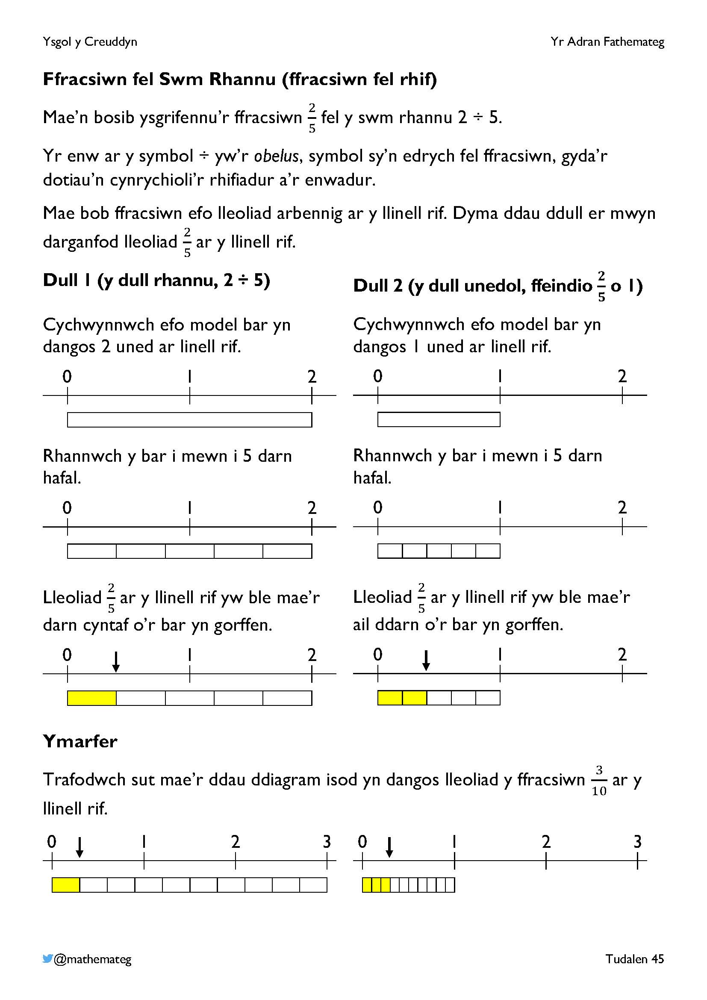 Ysgol y Creuddyn
Yr Adran Fathemateg
Ffracsiwn fel Swm Rhannu (ffracsiwn fel rhif)
Mae’n bosib ysgrifennu’r ffracsiwn 2/5 fel y swm rhannu 2 ÷ 5.
Yr enw ar y symbol ÷ yw’r obelus, symbol sy’n edrych fel ffracsiwn, gyda’r
dotiau’n cynrychioli’r rhifiadur a’r enwadur.
Mae bob ffracsiwn efo lleoliad arbennig ar y llinell rif. Dyma ddau ddull er mwyn
darganfod lleoliad 2/5 ar y llinell rif.
Dull 1 (y dull rhannu, 2 ÷ 5)
Cychwynnwch efo model bar yn
dangos 2 uned ar linell rif.
0 1 2
Rhannwch y bar i mewn i 5 darn
hafal.
0 1 2
Lleoliad 2/5 ar y llinell rif yw ble mae’r
darn cyntaf o’r bar yn gorffen.
0 1 2
Dull 2 (y dull unedol, ffeindio 2/5 o 1)
Cychwynnwch efo model bar yn
dangos 1 uned ar linell rif.
0 1 2
Rhannwch y bar i mewn i 5 darn
hafal.
0 1 2
Lleoliad 2/5 ar y llinell rif yw ble mae’r
ail ddarn o’r bar yn gorffen.
0 1 2
Ymarfer
Trafodwch sut mae’r ddau ddiagram isod yn dangos lleoliad y ffracsiwn 3/10 ar y
llinell rif.
0 1 2 3
0 1 2 3
@mathemateg
Tudalen 45